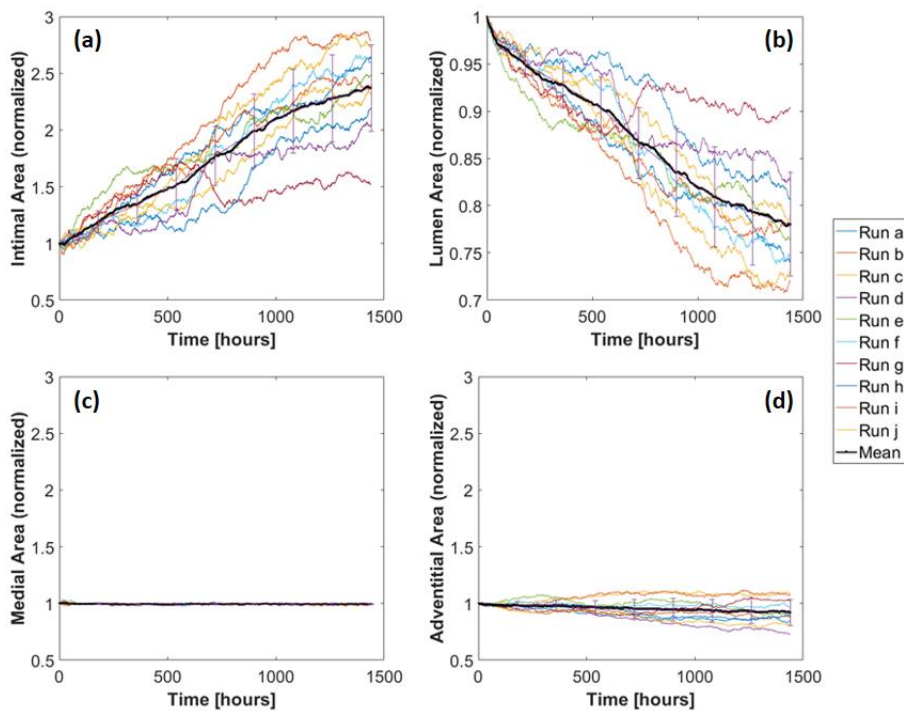 (a)
3
2.5
2
1.5
1
0.5
Intimal Area (normalized)
0
500
1000
1500
Time [hours]
(b)
1
0.95
0.9
0.85
0.8
0.75
0.7
Lumen Area (normalized)
0
500
1000
1500
Time [hours]
Run a
Run b
Run c
Run d
Run e
Run f
Run g
Run h
Run i
Run j
Mean
(c)
3
2.5
2
1.5
1
0.5
Medial Area (normalized)
0
500
1000
1500
Time [hours]
(d)
3
2.5
2
1.5
1
0.5
Adventitial Area (normalized)
0
500
1000
1500
Time [hours]